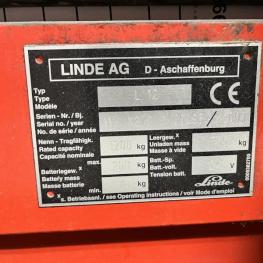 LINDE AG D - Aschaffenburg
Typ
Type
Modèle
CE
Serien - Nr. / Bj.
Serial no. / year
No. de série / année
Nenn - Tragfähigk.
Rated capacity
Capacité nominale
kg
Leergew. x
Unladen mass
Masse à vide
kg
Batteriegew. x
Battery mass
Masse batterie
max.
min.
kg
Batt.-Sp.
Batt.-volt.
Tension batt.
V
Linde
x s. Betriebsanl. / see Operating instructions / voir Mode d'emploi